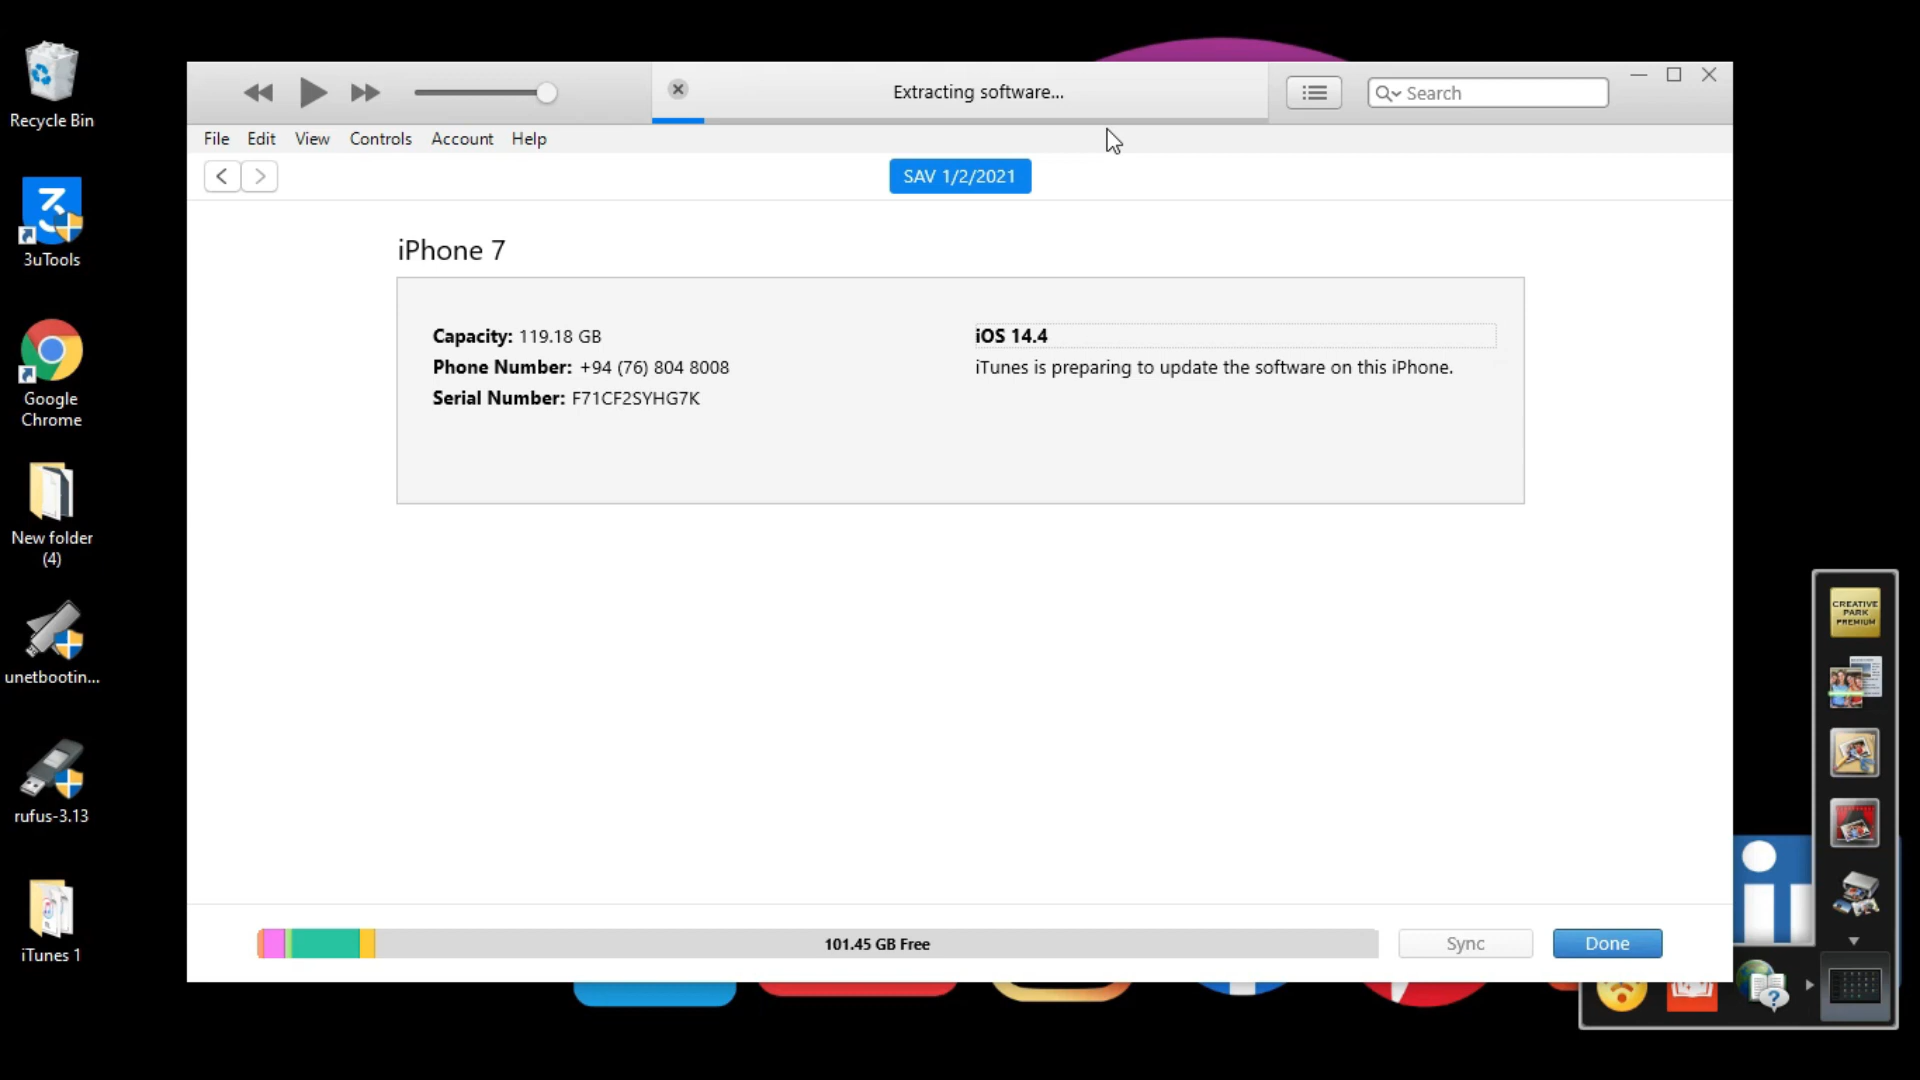 Recycle Bin
3uTools
Google
Chrome
New folder
(4)
unetbootin...
rufus-3.13
iTunes 1
Extracting software...
Search
File Edit View Controls Account Help
SAV 1/2/2021
iPhone 7
Capacity: 119.18 GB
Phone Number: +94 (76) 804 8008
Serial Number: F71CF2SYHG7K
iOS 14.4
iTunes is preparing to update the software on this iPhone.
101.45 GB Free
Sync
Done
CREATIVE
PARK
PREMIUM